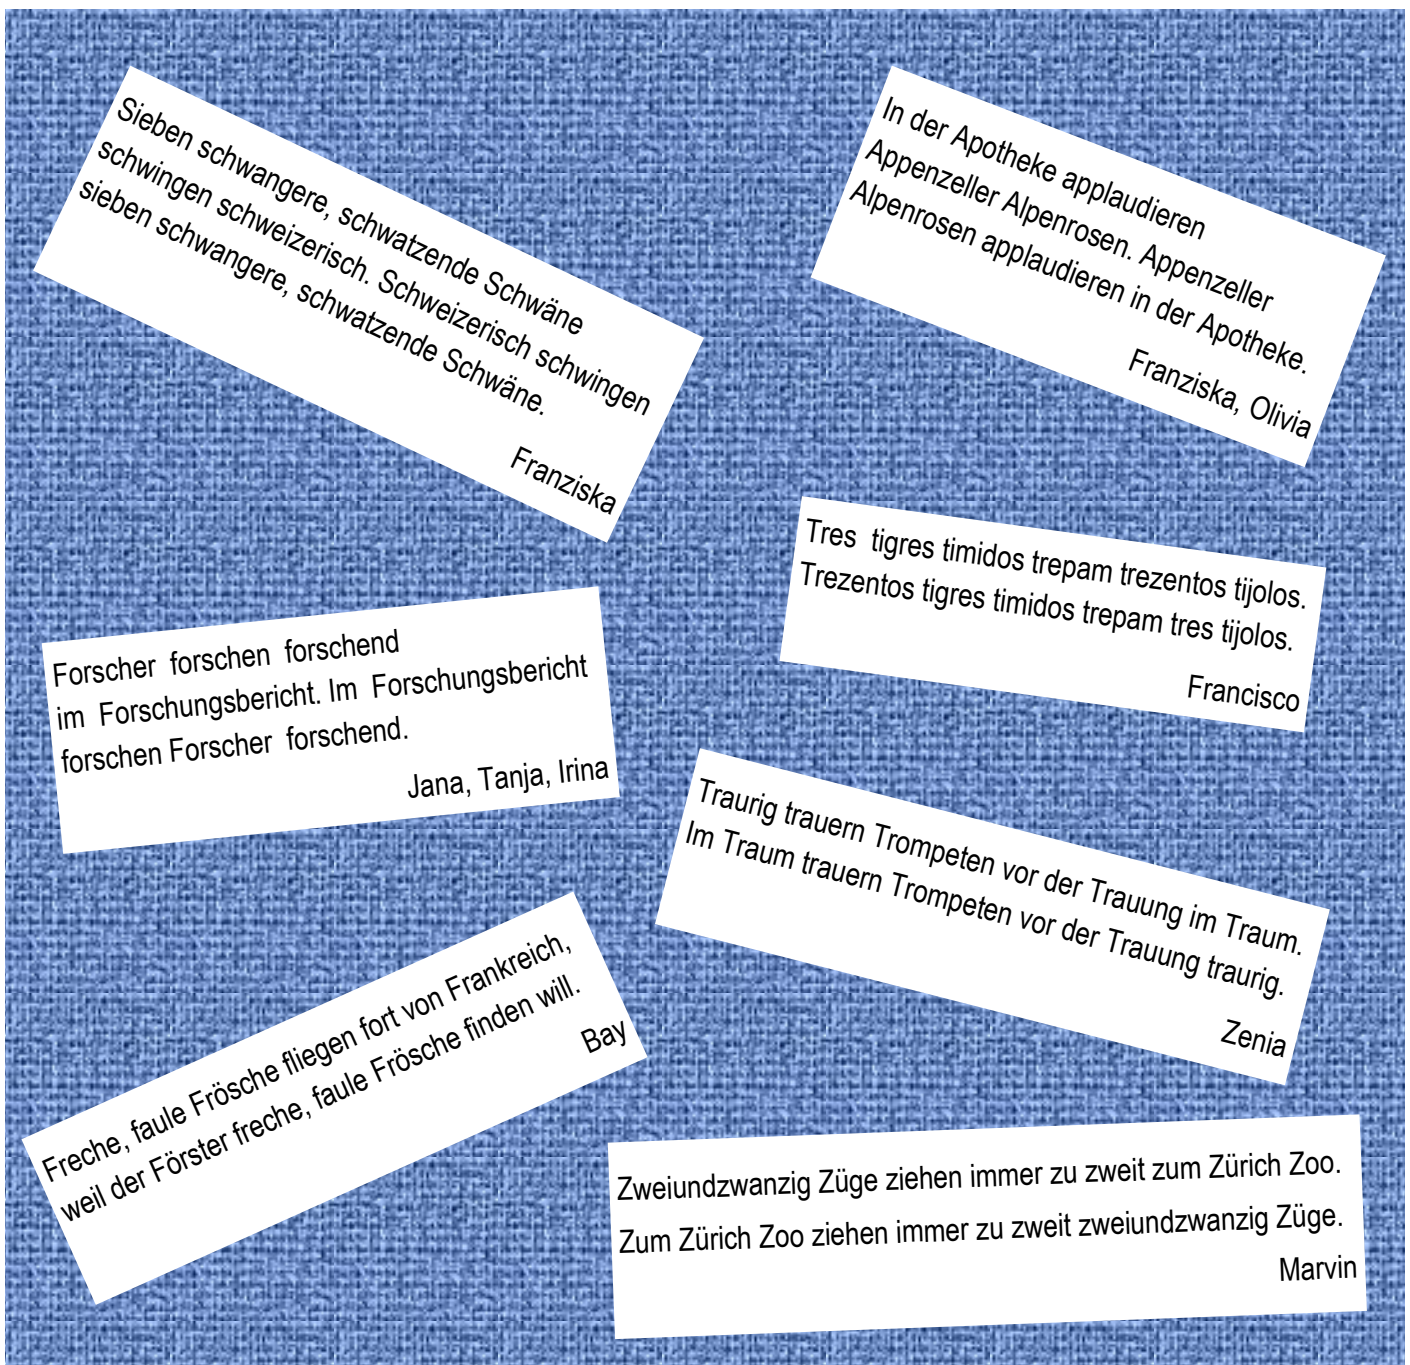 Sieben schwangere, schwatzende Schwäne
schwingen schweizerisch. Schweizerisch schwingen
sieben schwangere, schwatzende Schwäne.
Franziska
In der Apotheke applaudieren
Appenzeller Alpenrosen. Appenzeller
Alpenrosen applaudieren in der Apotheke.
Franziska, Olivia
Tres tigres timidos trepam trezentos tijolos.
Trezentos tigres timidos trepam tres tijolos.
Francisco
Forscher forschen forschend
im Forschungsbericht. Im Forschungsbericht
forschen Forscher forschend.
Jana, Tanja, Irina
Traurig trauern Trompeten vor der Trauung im Traum.
Im Traum trauern Trompeten vor der Trauung traurig.
Zenia
Freche, faule Frösche fliegen fort von Frankreich,
weil der Förster freche, faule Frösche finden will.
Bay
Zweiundzwanzig Züge ziehen immer zu zweit zum Zürich Zoo.
Zum Zürich Zoo ziehen immer zu zweit zweiundzwanzig Züge.
Marvin